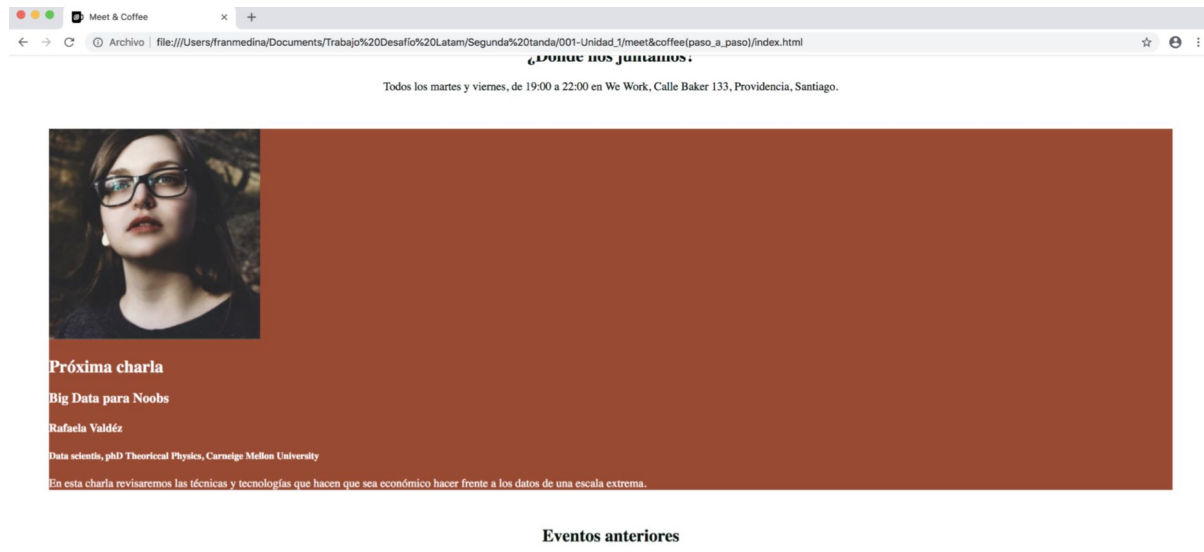 Meet & Coffee
Archivo file:///Users/franmedina/Documents/Trabajo%20Desafío%20Latam/Segunda%20tanda/001-Unidad_1/meet&coffee(paso_a_paso)/index.html
¿Dónde nos juntamos?
Todos los martes y viernes, de 19:00 a 22:00 en We Work, Calle Baker 133, Providencia, Santiago.
Próxima charla
Big Data para Noobs
Rafaela Valdéz
Data scientis, phD Theoriccal Physics, Carneige Mellon University
En esta charla revisaremos las técnicas y tecnologías que hacen que sea económico hacer frente a los datos de una escala extrema.
Eventos anteriores